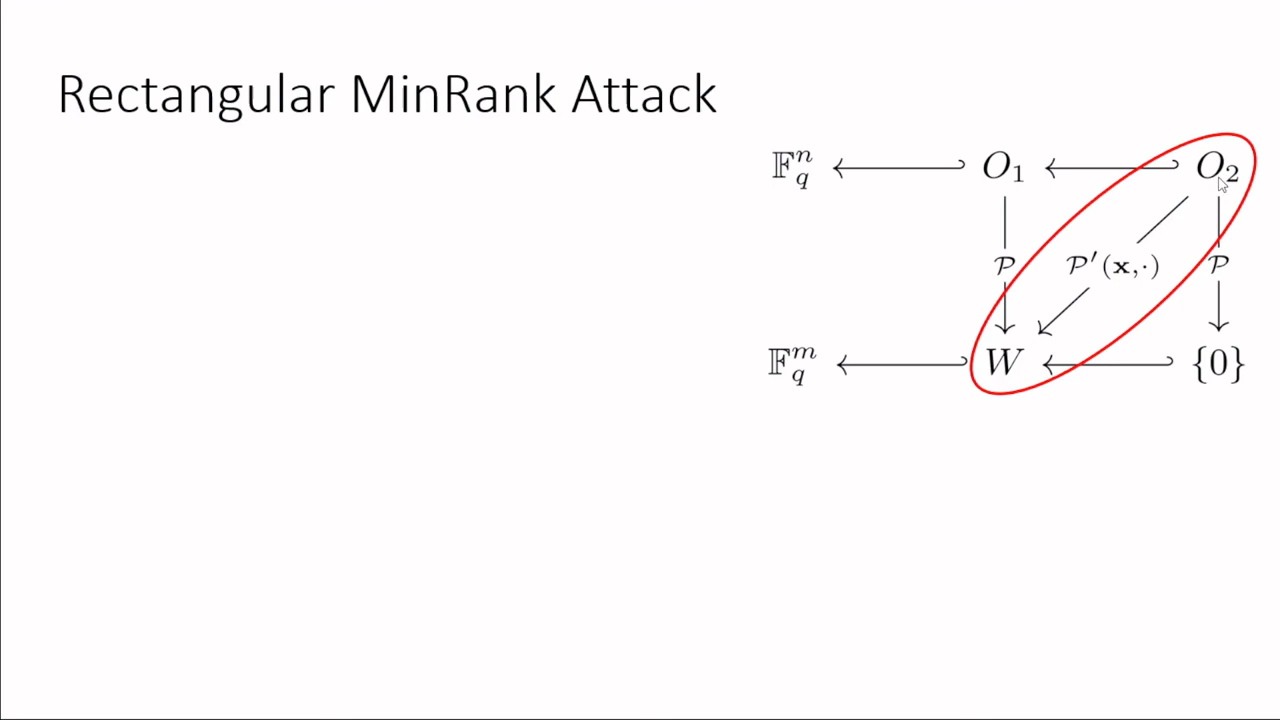 Rectangular MinRank Attack
𝔽_q^n O₁ O₂
𝒫 𝒫′(𝐱,·) 𝒫
𝔽_q^m W {0}